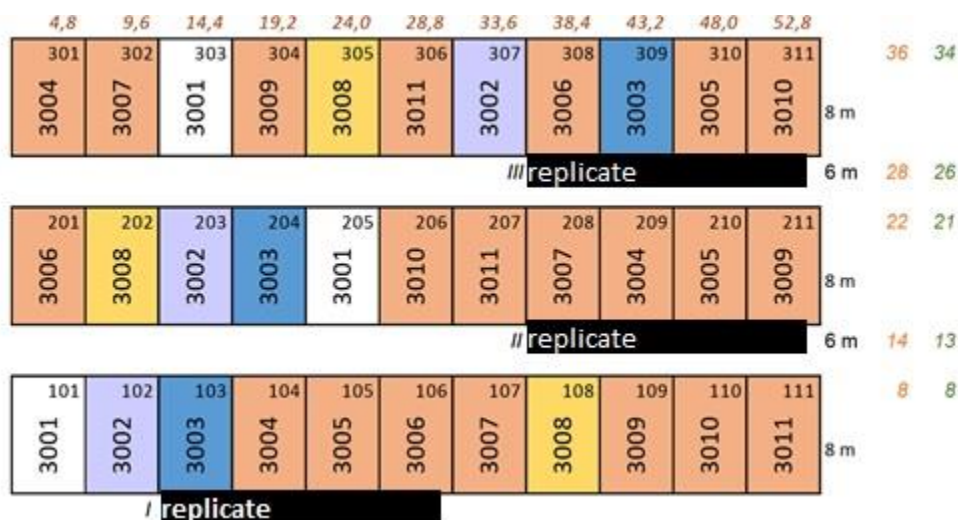 4,8 9,6 14,4 19,2 24,0 28,8 33,6 38,4 43,2 48,0 52,8
301 302 303 304 305 306 307 308 309 310 311 36 34
3004 3007 3001 3009 3008 3011 3002 3006 3003 3005 3010 8 m
III replicate 6 m 28 26
201 202 203 204 205 206 207 208 209 210 211 22 21
3006 3008 3002 3003 3001 3010 3011 3007 3004 3005 3009 8 m
II replicate 6 m 14 13
101 102 103 104 105 106 107 108 109 110 111 8 8
3001 3002 3003 3004 3005 3006 3007 3008 3009 3010 3011 8 m
I replicate